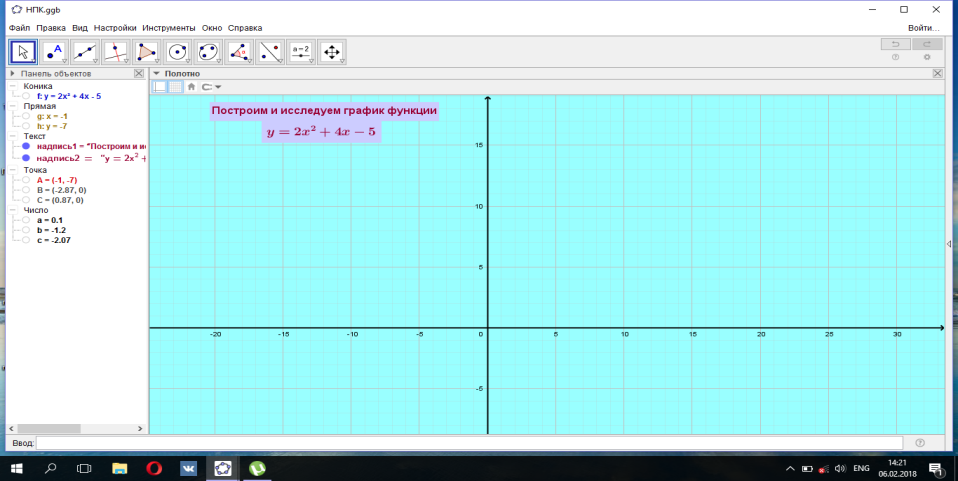 НПК.ggb
Файл Правка Вид Настройки Инструменты Окно Справка Войти...
A a=2
Панель объектов Полотно
Коника
f: y = 2x² + 4x - 5
Прямая
g: x = -1
h: y = -7
Текст
надпись1 = "Построим и ис
надпись2 = "y = 2x² +
Точка
A = (-1, -7)
B = (-2.87, 0)
C = (0.87, 0)
Число
a = 0.1
b = -1.2
c = -2.07
Построим и исследуем график функции
y = 2x² + 4x − 5
15
10
5
-20 -15 -10 -5 0 5 10 15 20 25 30
-5
Ввод:
ENG 14:21
06.02.2018
1